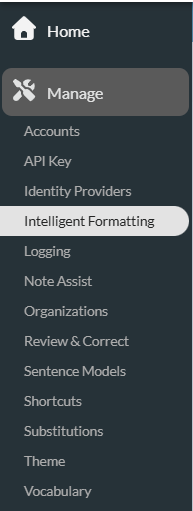 Home
Manage
Accounts
API Key
Identity Providers
Intelligent Formatting
Logging
Note Assist
Organizations
Review & Correct
Sentence Models
Shortcuts
Substitutions
Theme
Vocabulary